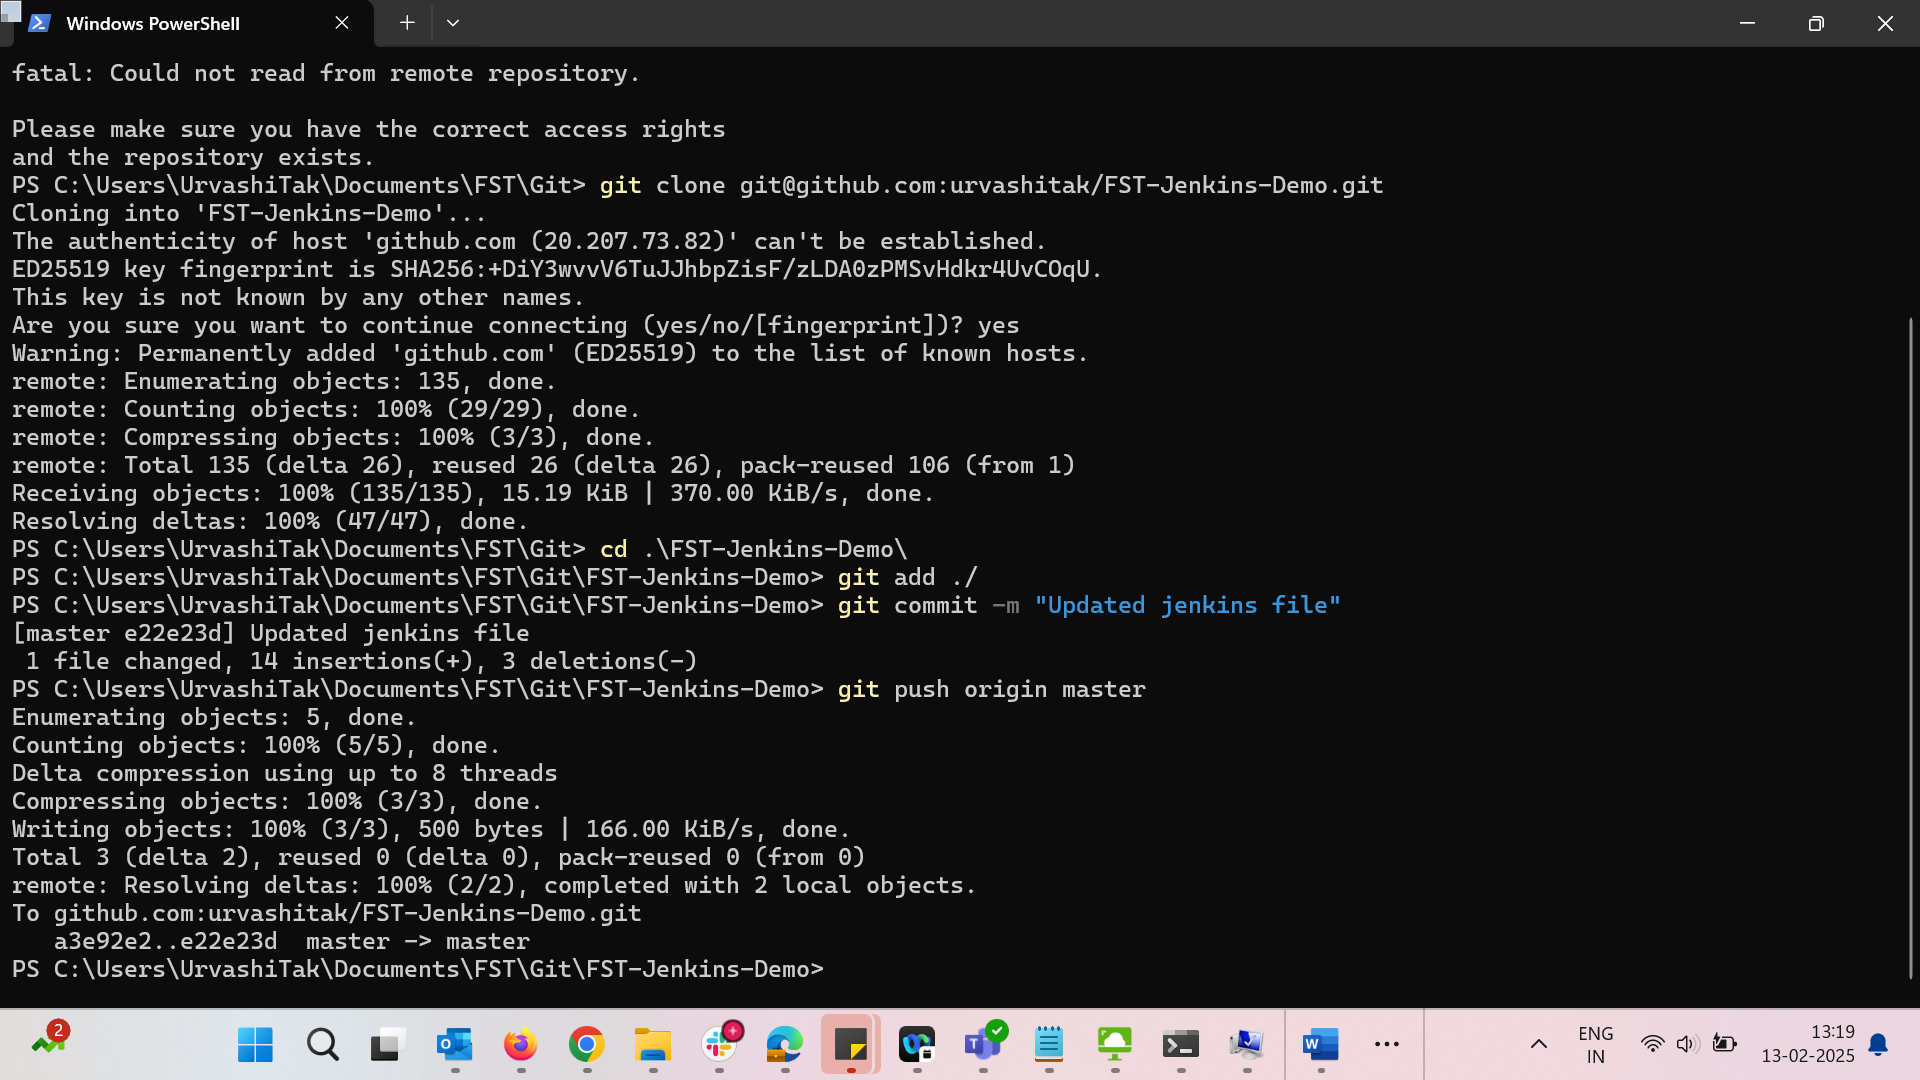 Windows PowerShell
fatal: Could not read from remote repository.
Please make sure you have the correct access rights
and the repository exists.
PS C:\Users\UrvashiTak\Documents\FST\Git> git clone git@github.com:urvashitak/FST-Jenkins-Demo.git
Cloning into 'FST-Jenkins-Demo'...
The authenticity of host 'github.com (20.207.73.82)' can't be established.
ED25519 key fingerprint is SHA256:+DiY3wvvV6TuJJhbpZisF/zLDA0zPMSvHdkr4UvCOqU.
This key is not known by any other names.
Are you sure you want to continue connecting (yes/no/[fingerprint])? yes
Warning: Permanently added 'github.com' (ED25519) to the list of known hosts.
remote: Enumerating objects: 135, done.
remote: Counting objects: 100% (29/29), done.
remote: Compressing objects: 100% (3/3), done.
remote: Total 135 (delta 26), reused 26 (delta 26), pack-reused 106 (from 1)
Receiving objects: 100% (135/135), 15.19 KiB | 370.00 KiB/s, done.
Resolving deltas: 100% (47/47), done.
PS C:\Users\UrvashiTak\Documents\FST\Git> cd .\FST-Jenkins-Demo\
PS C:\Users\UrvashiTak\Documents\FST\Git\FST-Jenkins-Demo> git add ./
PS C:\Users\UrvashiTak\Documents\FST\Git\FST-Jenkins-Demo> git commit -m "Updated jenkins file"
[master e22e23d] Updated jenkins file
 1 file changed, 14 insertions(+), 3 deletions(-)
PS C:\Users\UrvashiTak\Documents\FST\Git\FST-Jenkins-Demo> git push origin master
Enumerating objects: 5, done.
Counting objects: 100% (5/5), done.
Delta compression using up to 8 threads
Compressing objects: 100% (3/3), done.
Writing objects: 100% (3/3), 500 bytes | 166.00 KiB/s, done.
Total 3 (delta 2), reused 0 (delta 0), pack-reused 0 (from 0)
remote: Resolving deltas: 100% (2/2), completed with 2 local objects.
To github.com:urvashitak/FST-Jenkins-Demo.git
   a3e92e2..e22e23d  master -> master
PS C:\Users\UrvashiTak\Documents\FST\Git\FST-Jenkins-Demo>
2
ENG
IN
13:19
13-02-2025